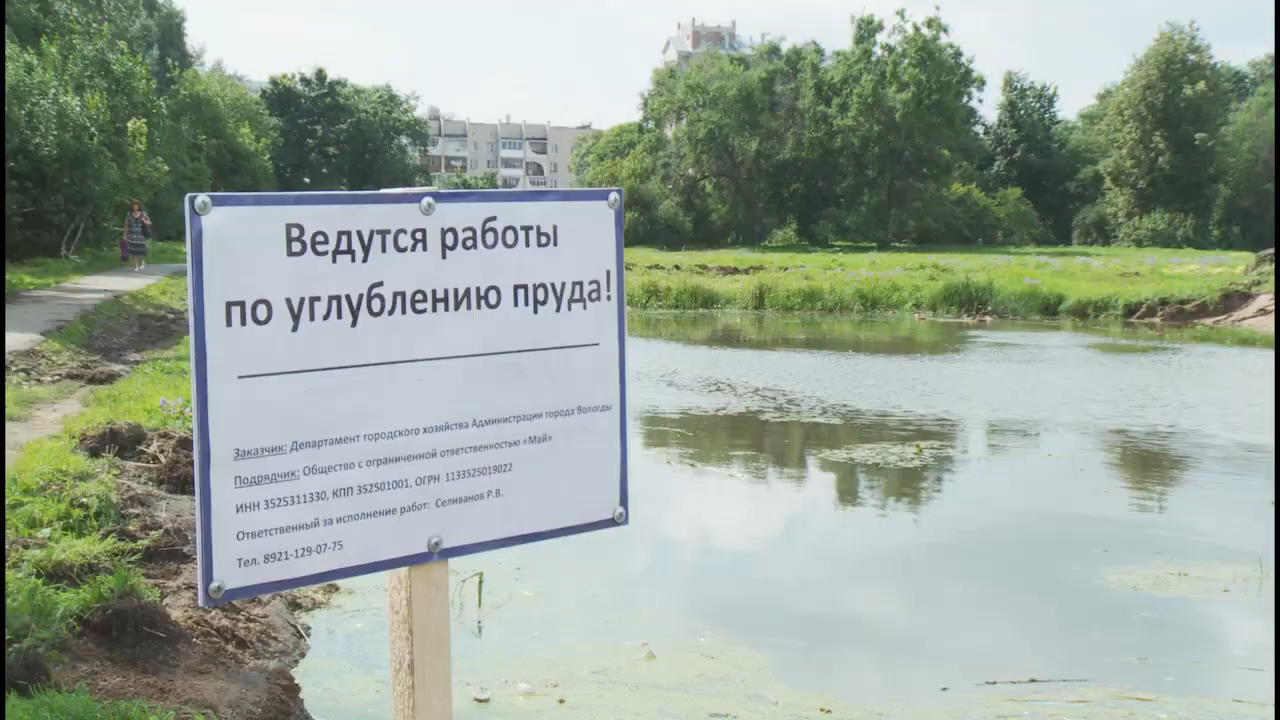 Ведутся работы
по углублению пруда!
Заказчик: Департамент городского хозяйства Администрации города Вологды
Подрядчик: Общество с ограниченной ответственностью «Май»
ИНН 3525311330, КПП 352501001, ОГРН 1133525019022
Ответственный за исполнение работ: Селиванов Р.В.
Тел. 8921-129-07-75